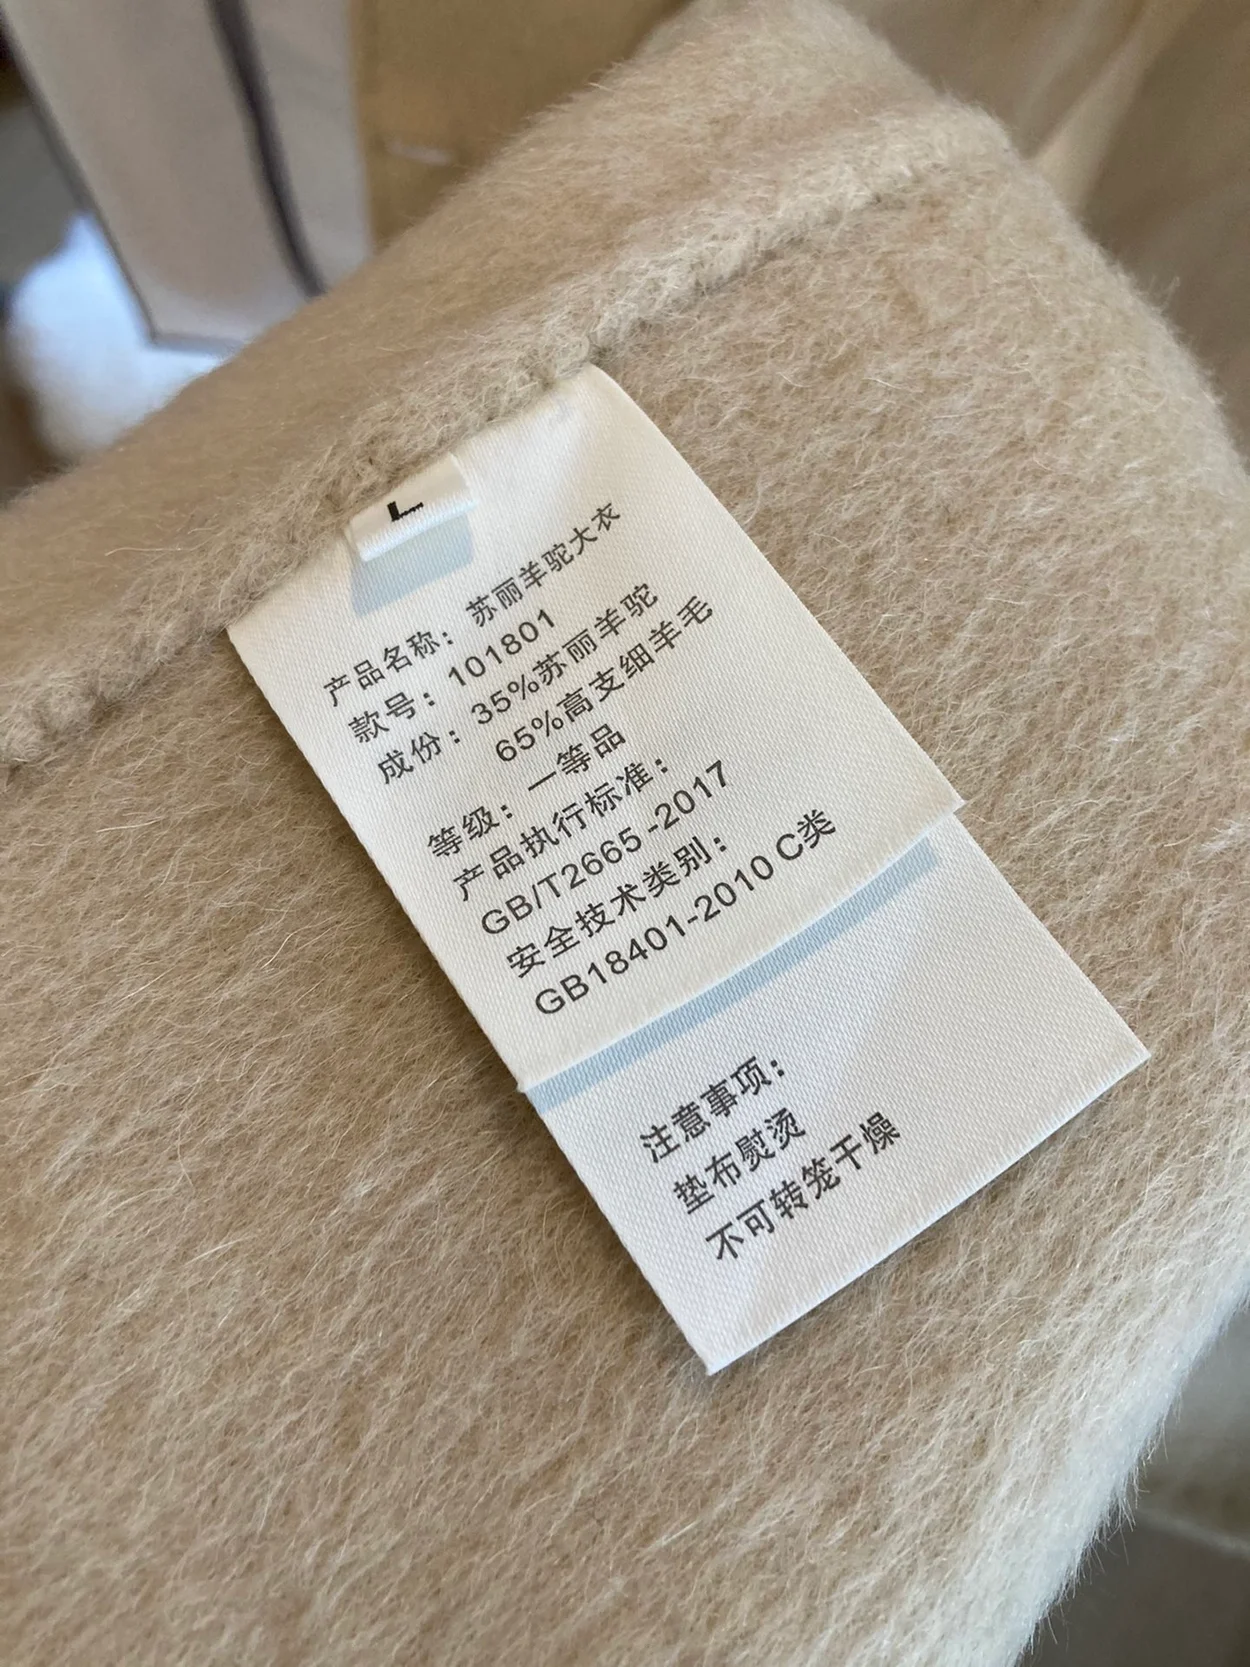 L
产品名称：苏丽羊驼大衣
款号：101801
成份：35%苏丽羊驼
65%高支细羊毛
等级：一等品
产品执行标准：
GB/T2665-2017
安全技术类别：
GB18401-2010 C类
注意事项：
垫布熨烫
不可转笼干燥